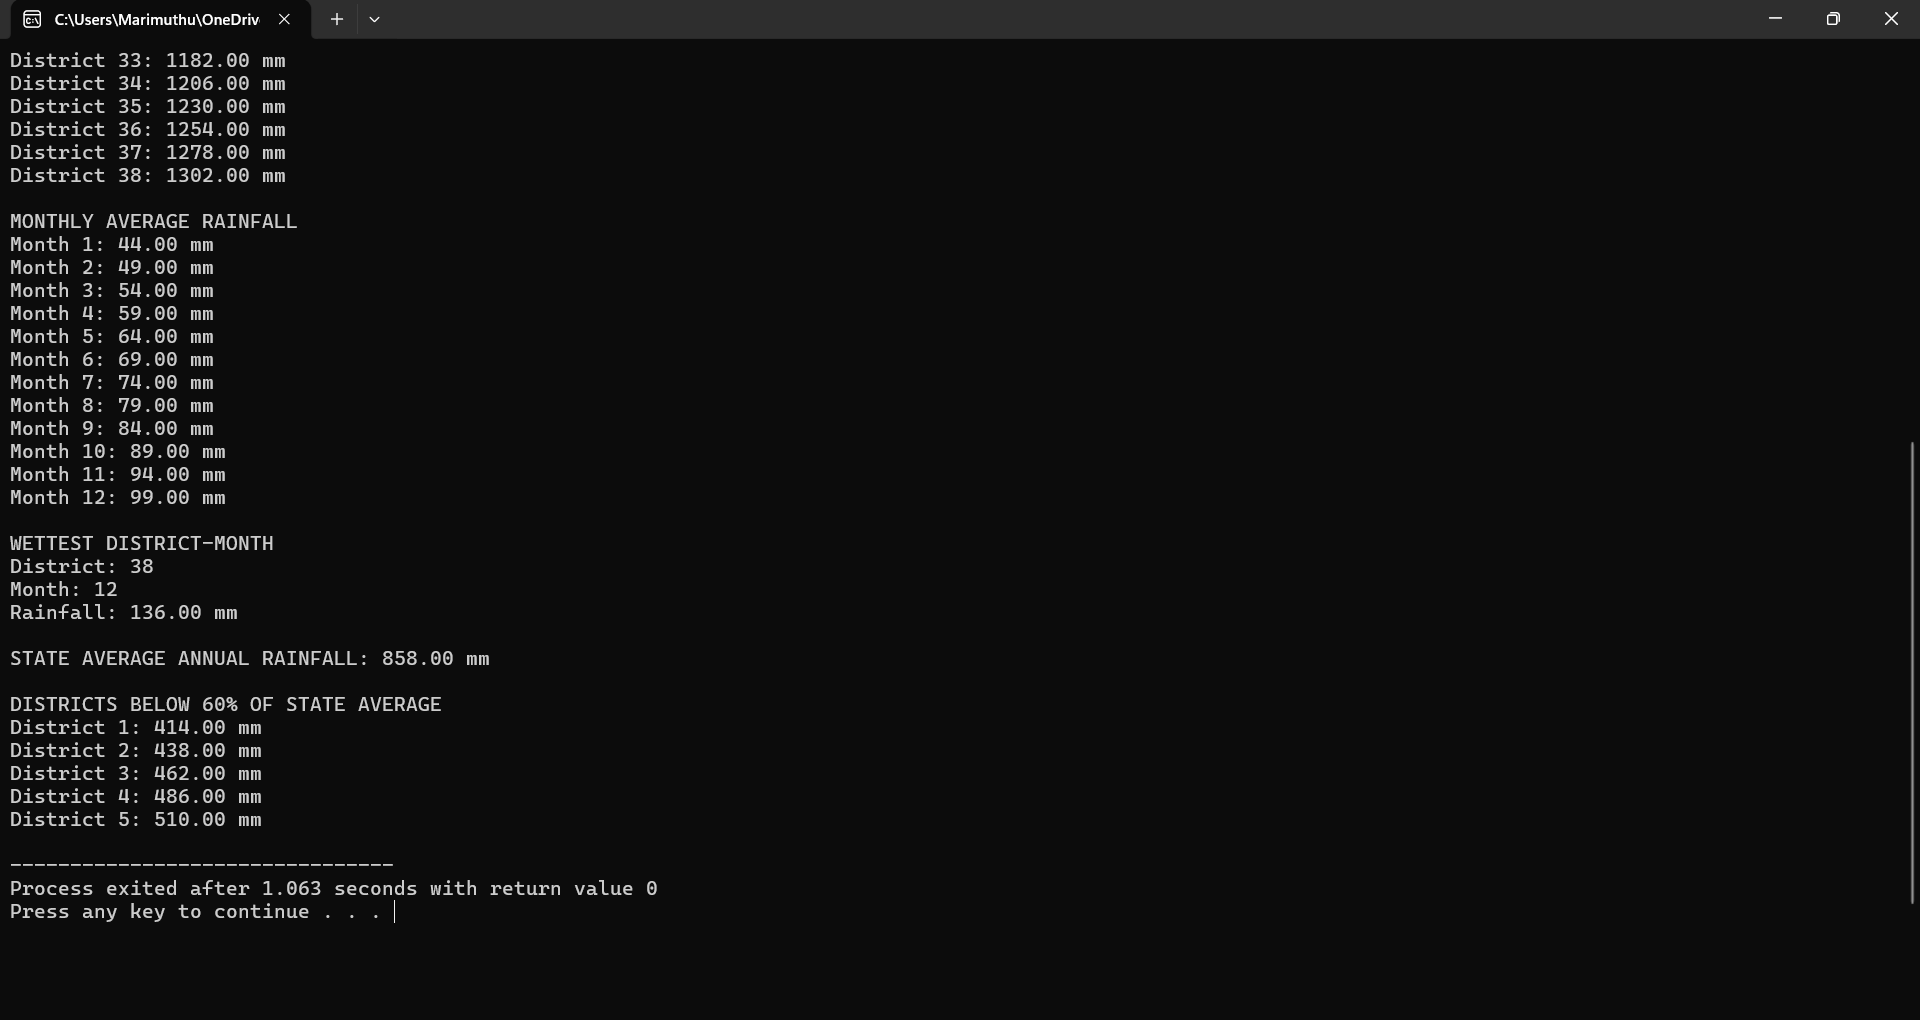 C:\Users\Marimuthu\OneDriv
District 33: 1182.00 mm
District 34: 1206.00 mm
District 35: 1230.00 mm
District 36: 1254.00 mm
District 37: 1278.00 mm
District 38: 1302.00 mm
MONTHLY AVERAGE RAINFALL
Month 1: 44.00 mm
Month 2: 49.00 mm
Month 3: 54.00 mm
Month 4: 59.00 mm
Month 5: 64.00 mm
Month 6: 69.00 mm
Month 7: 74.00 mm
Month 8: 79.00 mm
Month 9: 84.00 mm
Month 10: 89.00 mm
Month 11: 94.00 mm
Month 12: 99.00 mm
WETTEST DISTRICT-MONTH
District: 38
Month: 12
Rainfall: 136.00 mm
STATE AVERAGE ANNUAL RAINFALL: 858.00 mm
DISTRICTS BELOW 60% OF STATE AVERAGE
District 1: 414.00 mm
District 2: 438.00 mm
District 3: 462.00 mm
District 4: 486.00 mm
District 5: 510.00 mm
--------------------------------
Process exited after 1.063 seconds with return value 0
Press any key to continue . . .